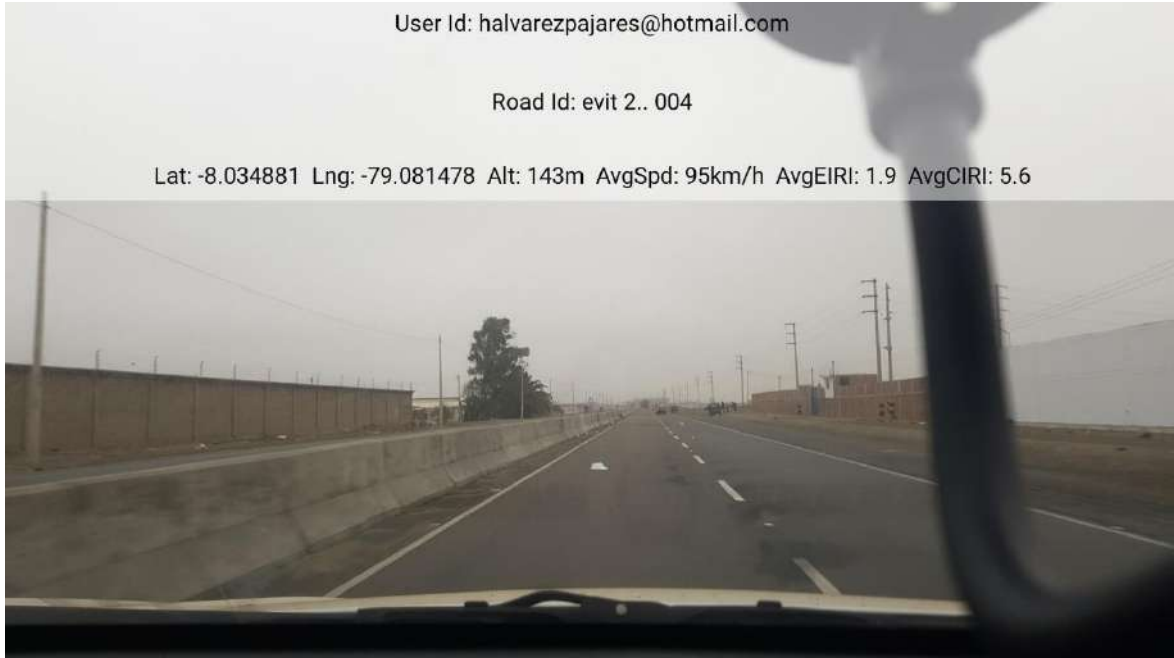 User Id: halvarezpajares@hotmail.com
Road Id: evit 2.. 004
Lat: -8.034881 Lng: -79.081478 Alt: 143m AvgSpd: 95km/h AvgEIRI: 1.9 AvgCIRI: 5.6